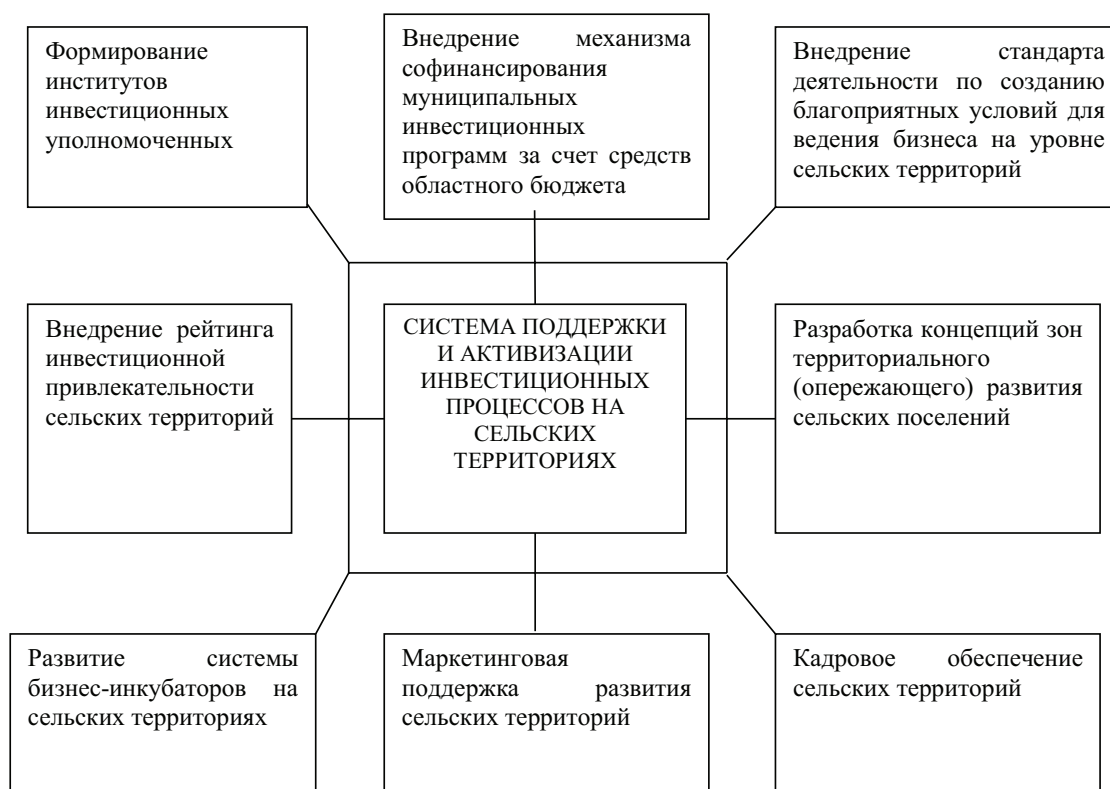 Формирование
институтов
инвестиционных
уполномоченных
Внедрение механизма
софинансирования
муниципальных
инвестиционных
программ за счет средств
областного бюджета
Внедрение стандарта
деятельности по созданию
благоприятных условий для
ведения бизнеса на уровне
сельских территорий
Внедрение рейтинга
инвестиционной
привлекательности
сельских территорий
СИСТЕМА ПОДДЕРЖКИ
И АКТИВИЗАЦИИ
ИНВЕСТИЦИОННЫХ
ПРОЦЕССОВ НА
СЕЛЬСКИХ
ТЕРРИТОРИЯХ
Разработка концепций зон
территориального
(опережающего) развития
сельских поселений
Развитие системы
бизнес-инкубаторов на
сельских территориях
Маркетинговая
поддержка развития
сельских территорий
Кадровое обеспечение
сельских территорий